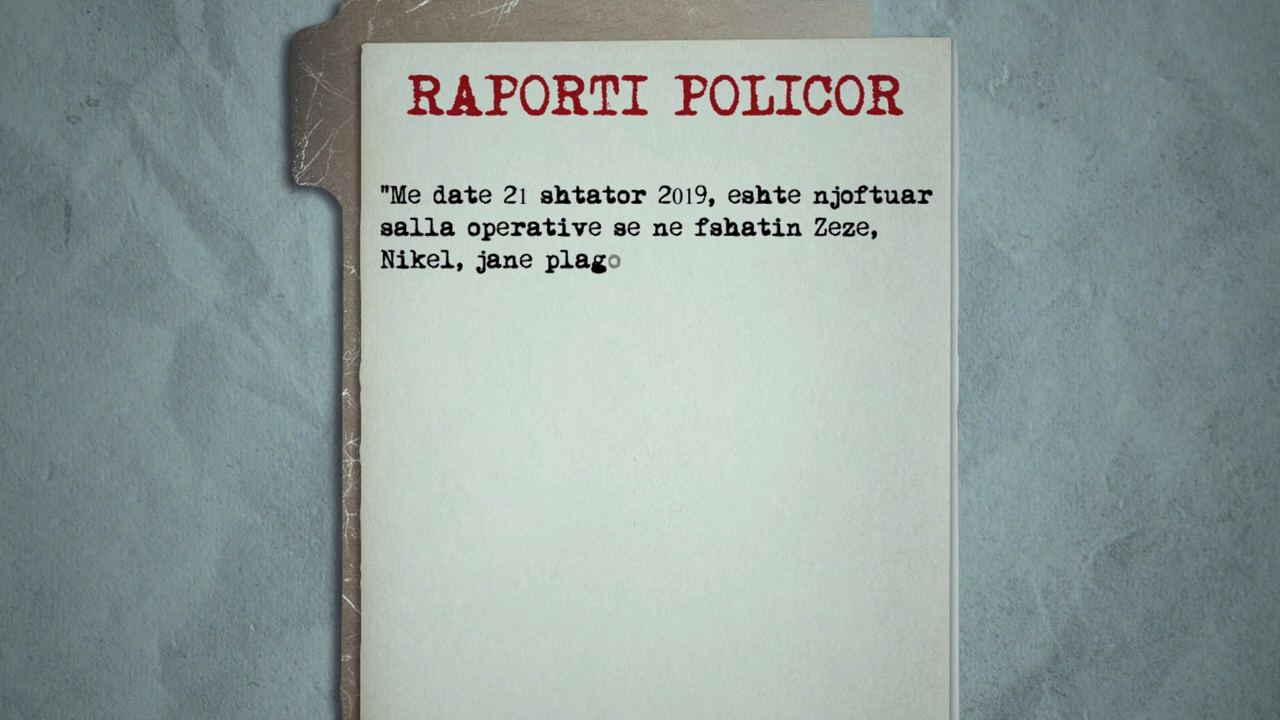 RAPORTI POLICOR
"Me date 21 shtator 2019, eshte njoftuar
salla operative se ne fshatin Zeze,
Nikel, jane plago